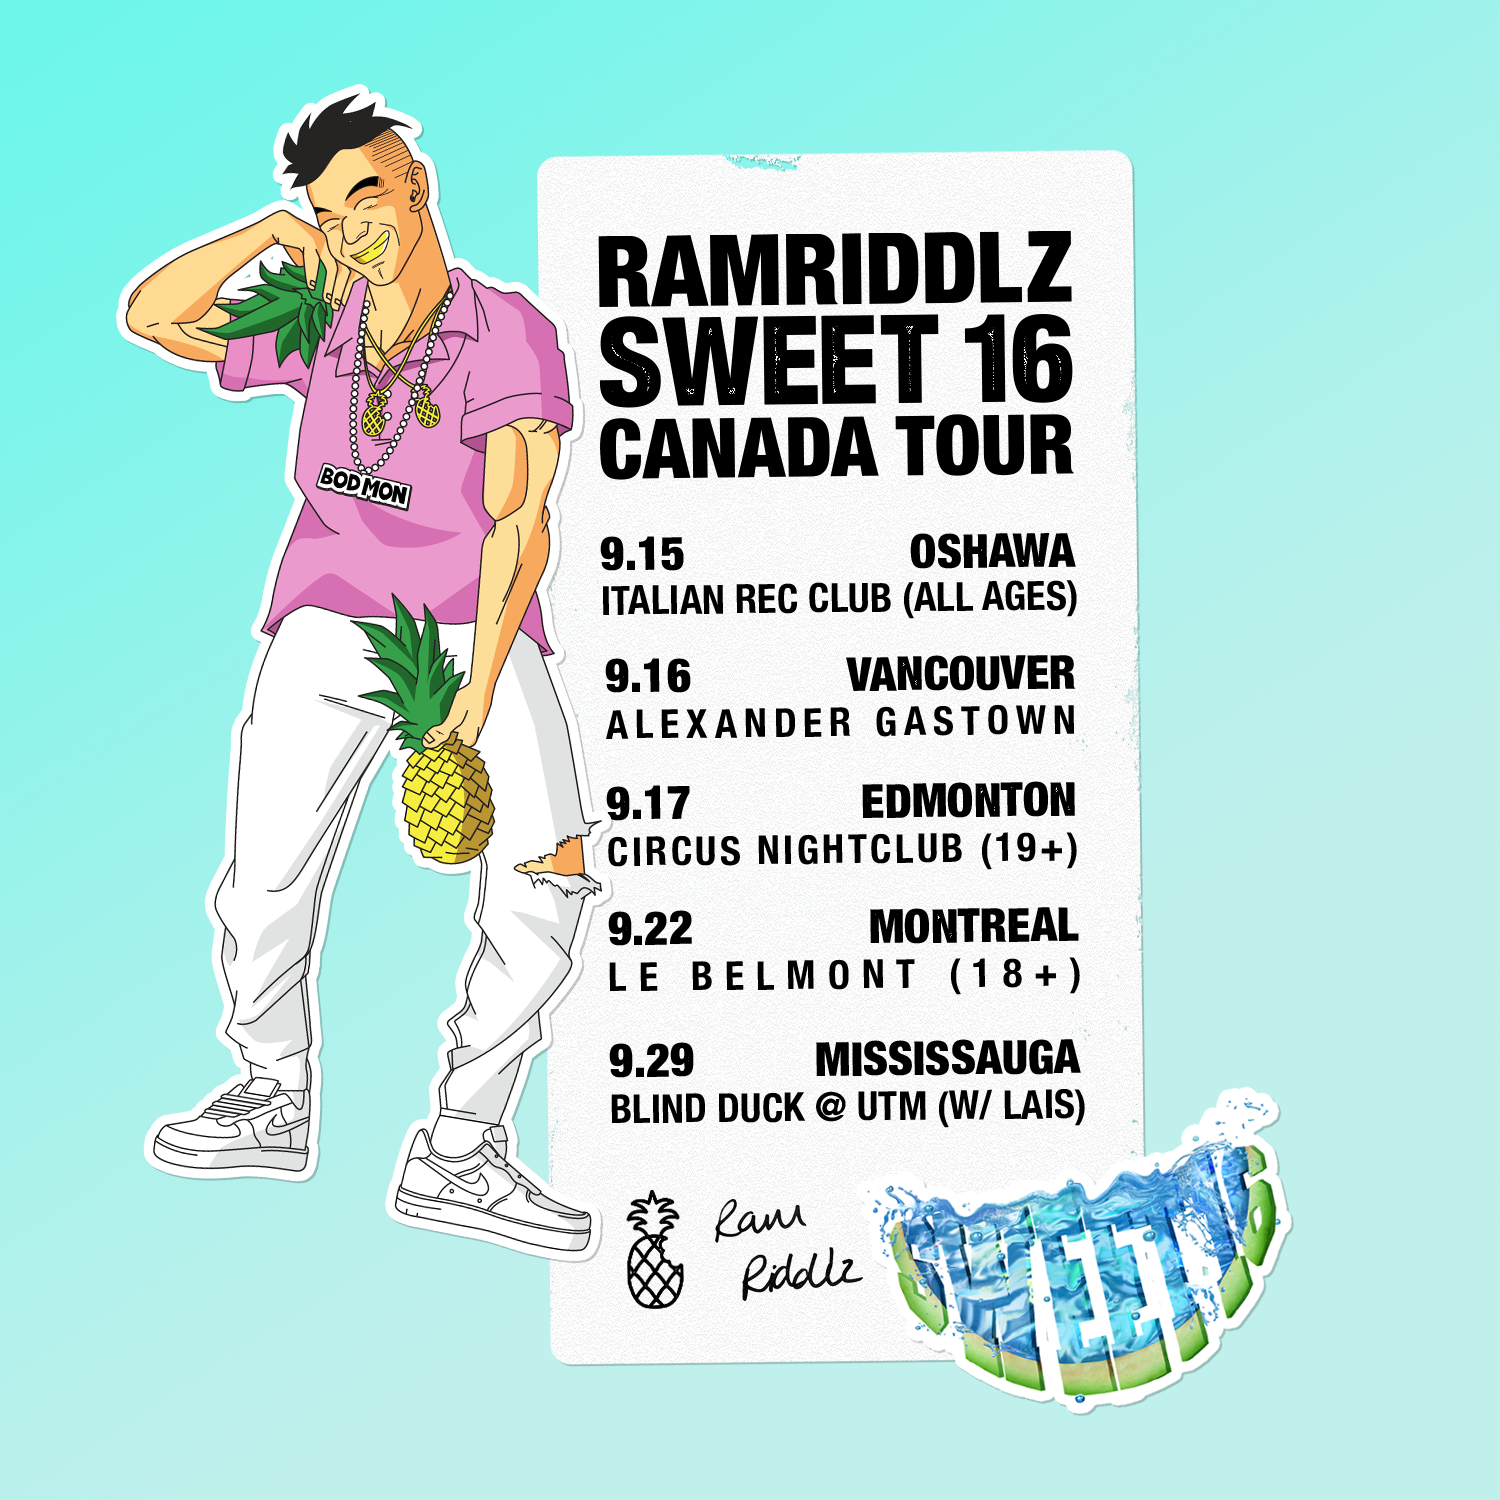 RAMRIDDLZ
SWEET 16
CANADA TOUR
9.15 OSHAWA
ITALIAN REC CLUB (ALL AGES)
9.16 VANCOUVER
ALEXANDER GASTOWN
9.17 EDMONTON
CIRCUS NIGHTCLUB (19+)
9.22 MONTREAL
LE BELMONT (18+)
9.29 MISSISSAUGA
BLIND DUCK @ UTM (W/ LAIS)
Ram
Riddlz
SWEET 16
BOD MON